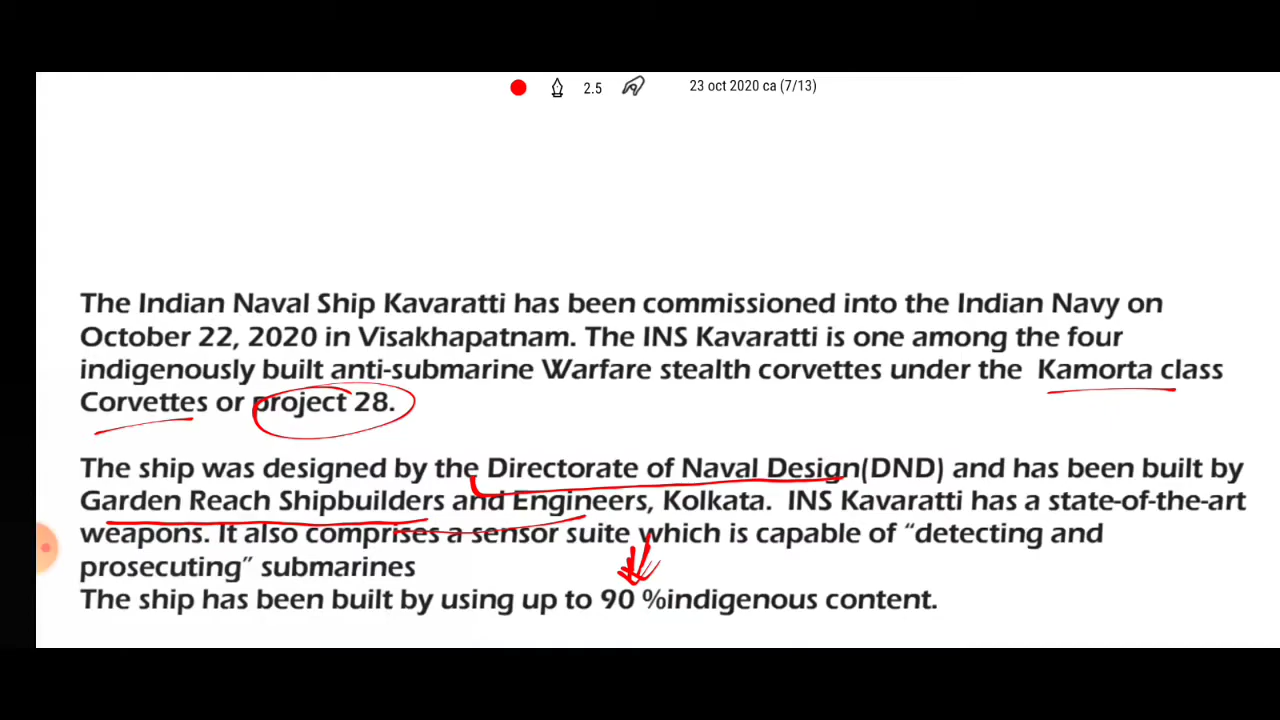 2.5
23 oct 2020 ca (7/13)
The Indian Naval Ship Kavaratti has been commissioned into the Indian Navy on
October 22, 2020 in Visakhapatnam. The INS Kavaratti is one among the four
indigenously built anti-submarine Warfare stealth corvettes under the Kamorta class
Corvettes or project 28.
The ship was designed by the Directorate of Naval Design(DND) and has been built by
Garden Reach Shipbuilders and Engineers, Kolkata. INS Kavaratti has a state-of-the-art
weapons. It also comprises a sensor suite which is capable of “detecting and
prosecuting” submarines
The ship has been built by using up to 90 %indigenous content.